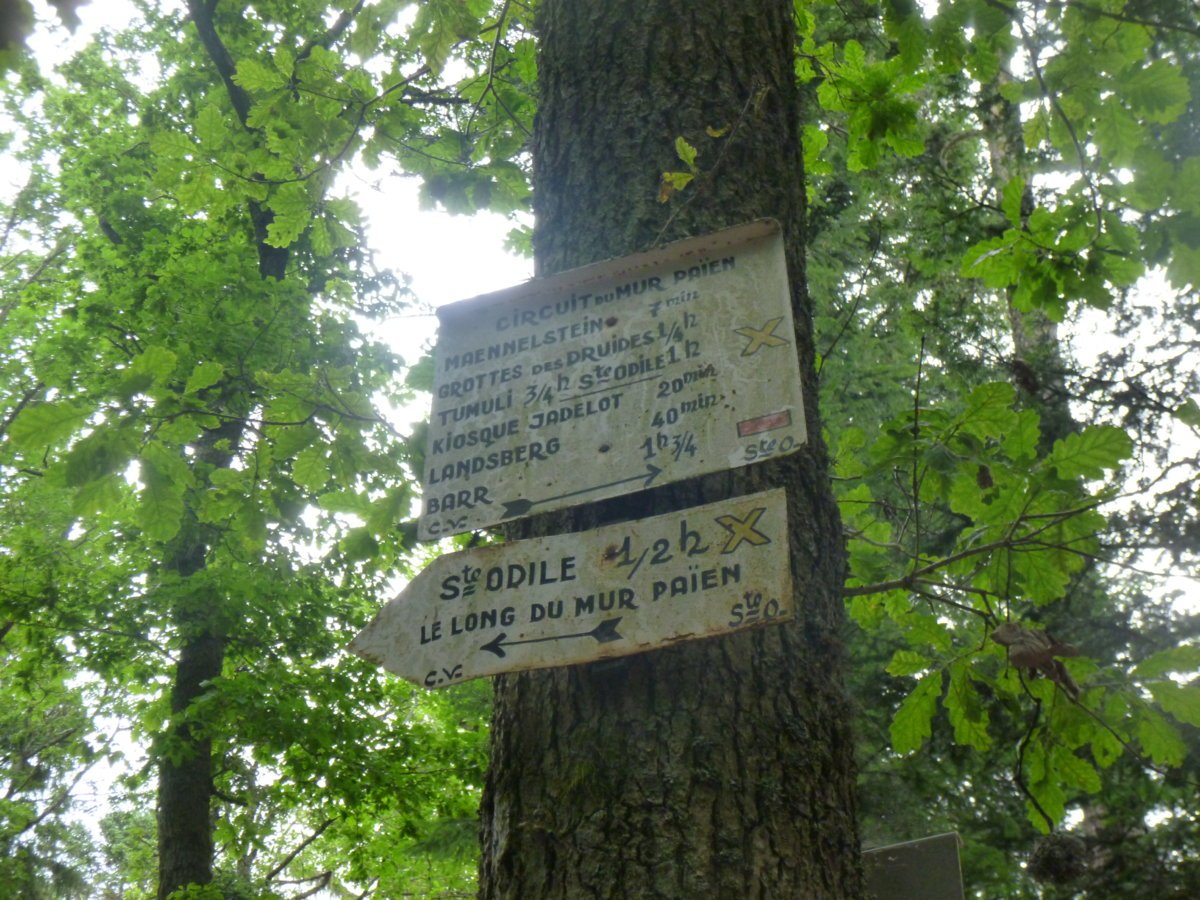 CIRCUIT DU MUR PAÏEN
MAENNELSTEIN 7 min
GROTTES DES DRUIDES 1/4 h
TUMULI 3/4 h Ste ODILE 1 h
KIOSQUE JADELOT 20 min
LANDSBERG 40 min
BARR 1h 3/4
C.V. Ste O.
Ste ODILE 1/2 h
LE LONG DU MUR PAÏEN
C.V. Ste O.